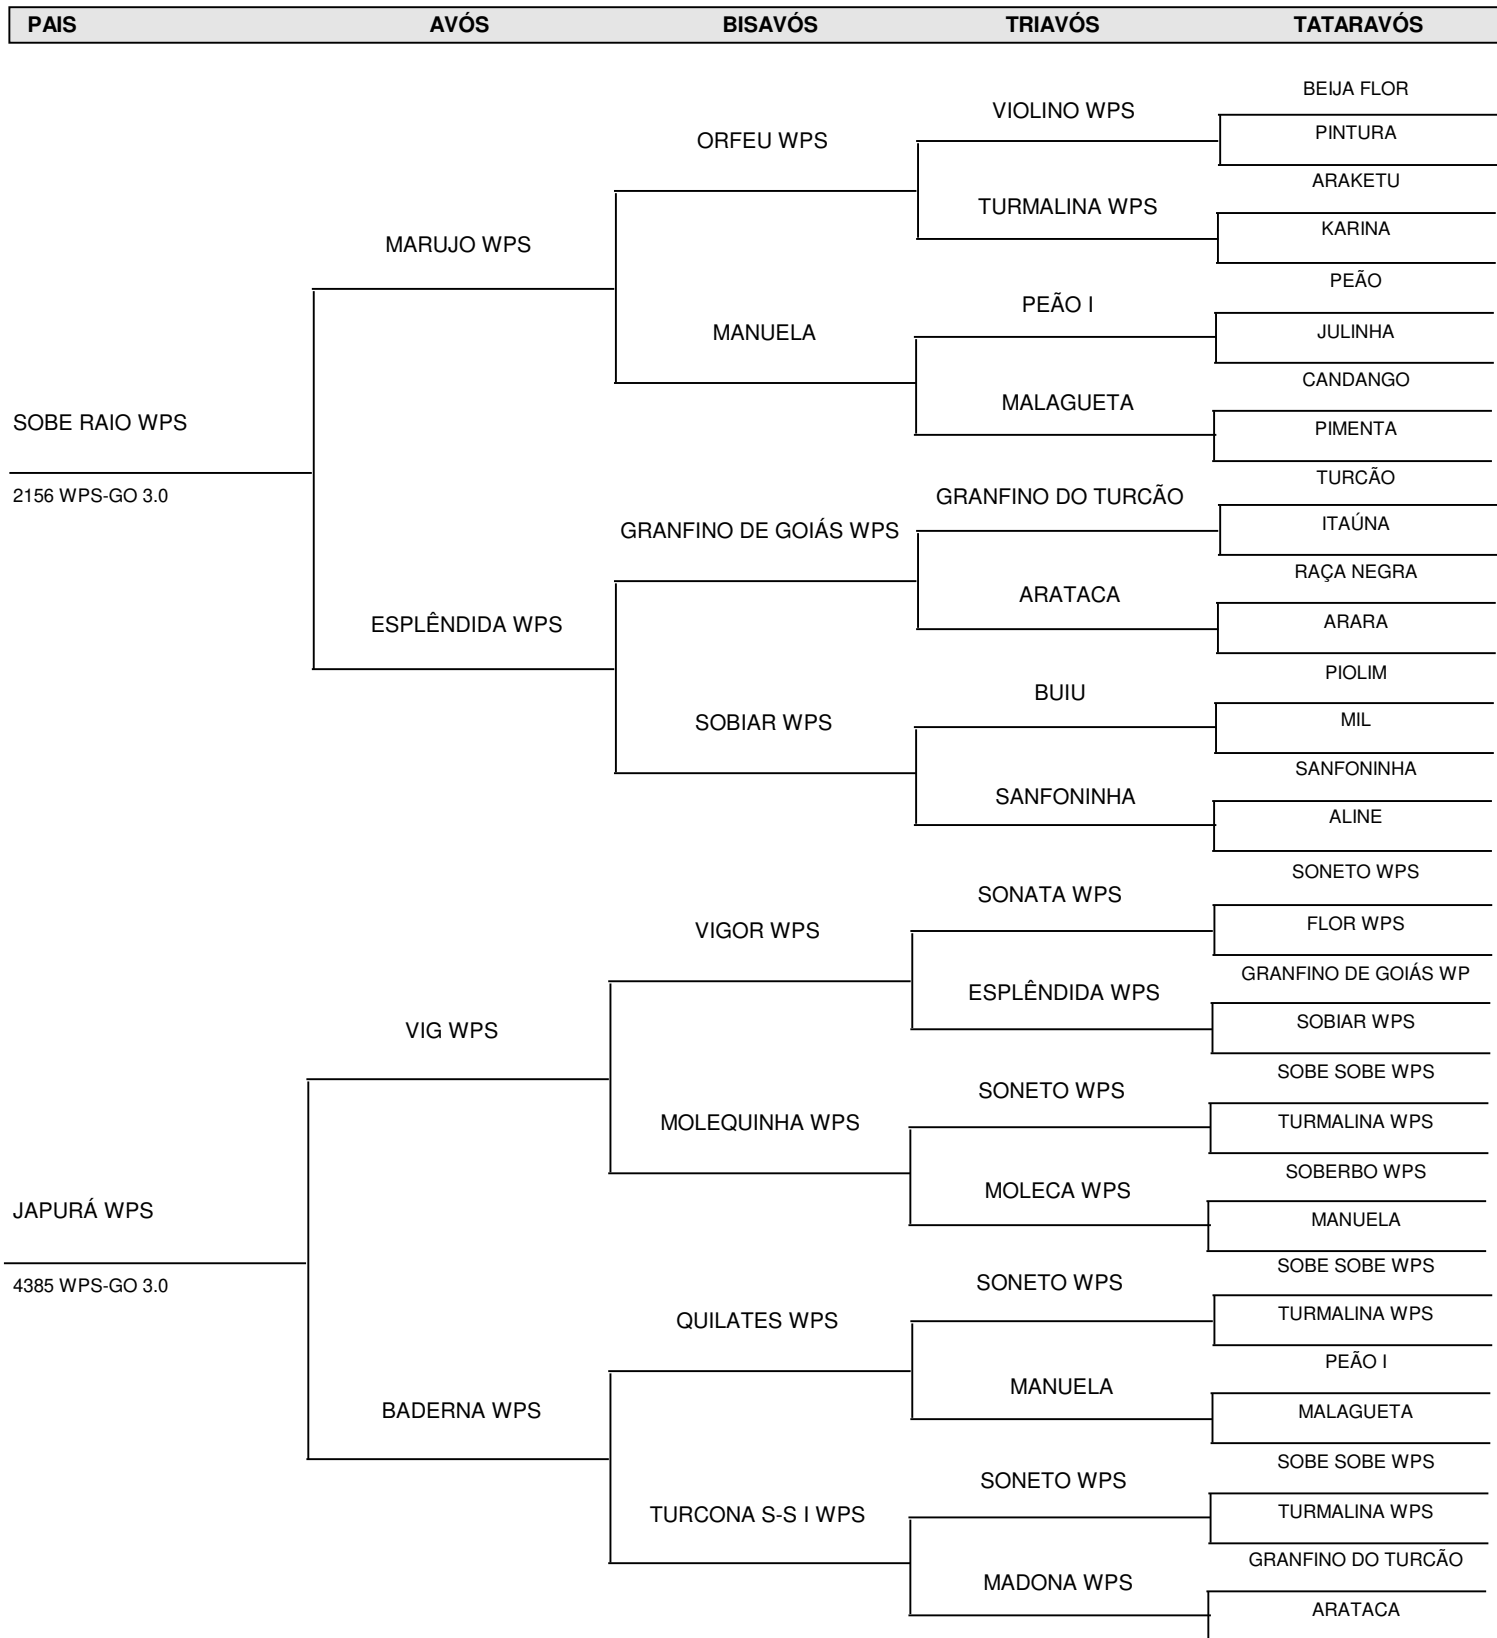 PAIS AVÓS BISAVÓS TRIAVÓS TATARAVÓS
BEIJA FLOR
VIOLINO WPS
PINTURA
ORFEU WPS
ARAKETU
TURMALINA WPS
KARINA
MARUJO WPS
PEÃO
PEÃO I
JULINHA
MANUELA
CANDANGO
MALAGUETA
PIMENTA
SOBE RAIO WPS
2156 WPS-GO 3.0
TURCÃO
GRANFINO DO TURCÃO
ITAÚNA
GRANFINO DE GOIÁS WPS
RAÇA NEGRA
ARATACA
ARARA
ESPLÊNDIDA WPS
PIOLIM
BUIU
MIL
SOBIAR WPS
SANFONINHA
SANFONINHA
ALINE
SONETO WPS
SONATA WPS
FLOR WPS
VIGOR WPS
GRANFINO DE GOIÁS WP
ESPLÊNDIDA WPS
SOBIAR WPS
VIG WPS
SOBE SOBE WPS
SONETO WPS
TURMALINA WPS
MOLEQUINHA WPS
SOBERBO WPS
MOLECA WPS
MANUELA
JAPURÁ WPS
4385 WPS-GO 3.0
SOBE SOBE WPS
SONETO WPS
TURMALINA WPS
QUILATES WPS
PEÃO I
MANUELA
MALAGUETA
BADERNA WPS
SOBE SOBE WPS
SONETO WPS
TURMALINA WPS
TURCONA S-S I WPS
GRANFINO DO TURCÃO
MADONA WPS
ARATACA